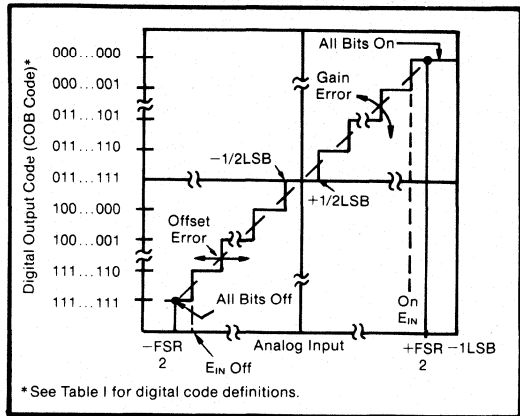 Digital Output Code (COB Code)*
000...000
000...001
011...101
011...110
011...111
100...000
100...001
111...110
111...111
All Bits On
Gain
Error
−1/2LSB
+1/2LSB
Offset
Error
All Bits Off
On
EIN
−FSR
2
EIN Off
Analog Input
+FSR −1LSB
2
*See Table I for digital code definitions.